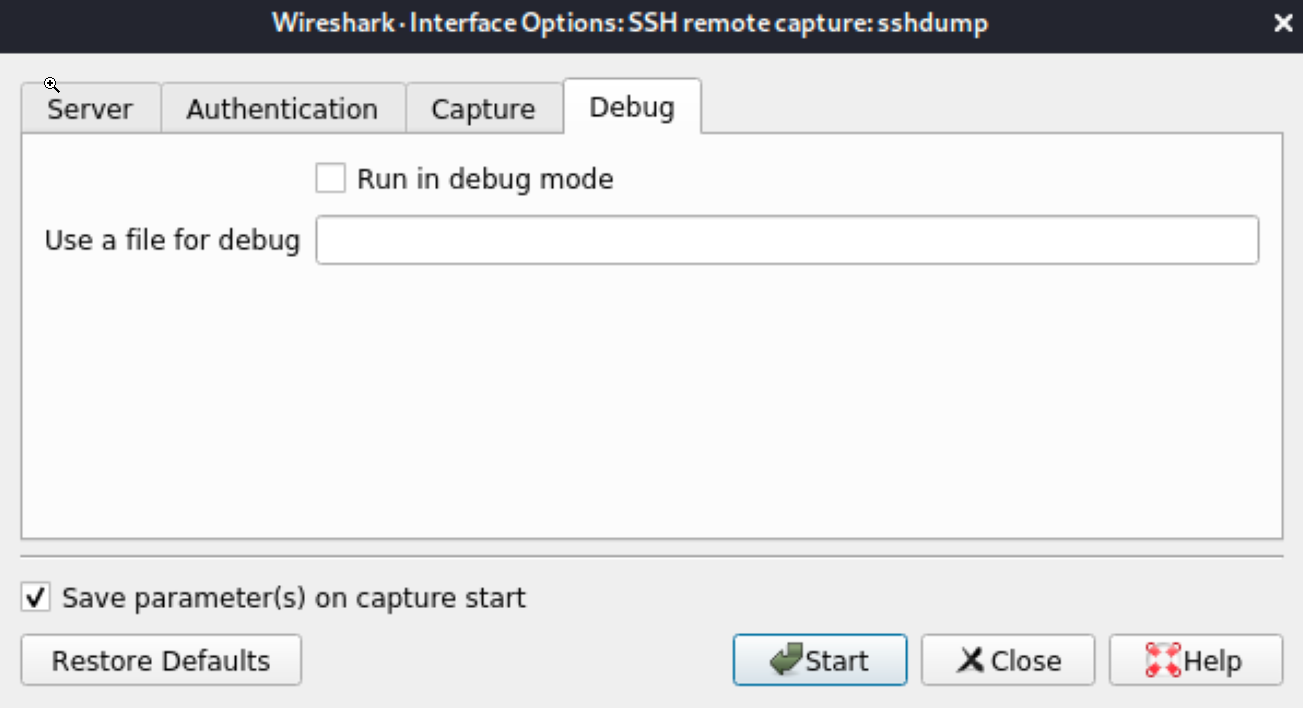 Wireshark · Interface Options: SSH remote capture: sshdump
Server Authentication Capture Debug
Run in debug mode
Use a file for debug
Save parameter(s) on capture start
Restore Defaults Start Close Help